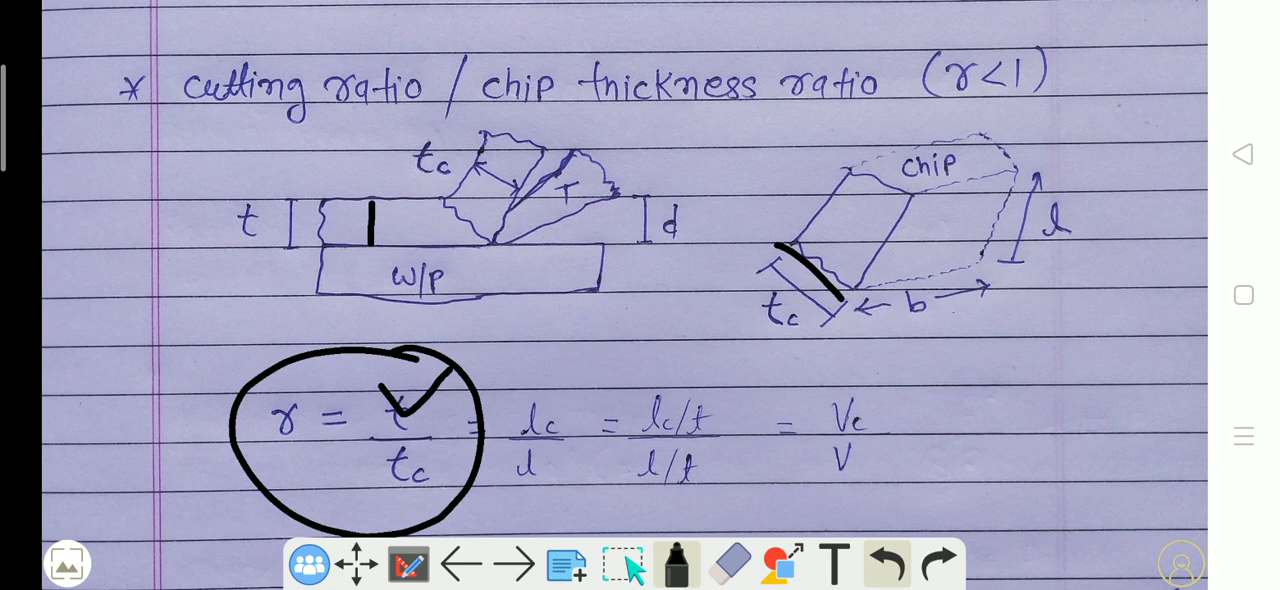 * cutting ratio / chip thickness ratio (r<1)
tc
T
chip
t
d
l
W/P
tc
b
r = t/tc = lc/l = (lc/t)/(l/t) = Vc/V
T